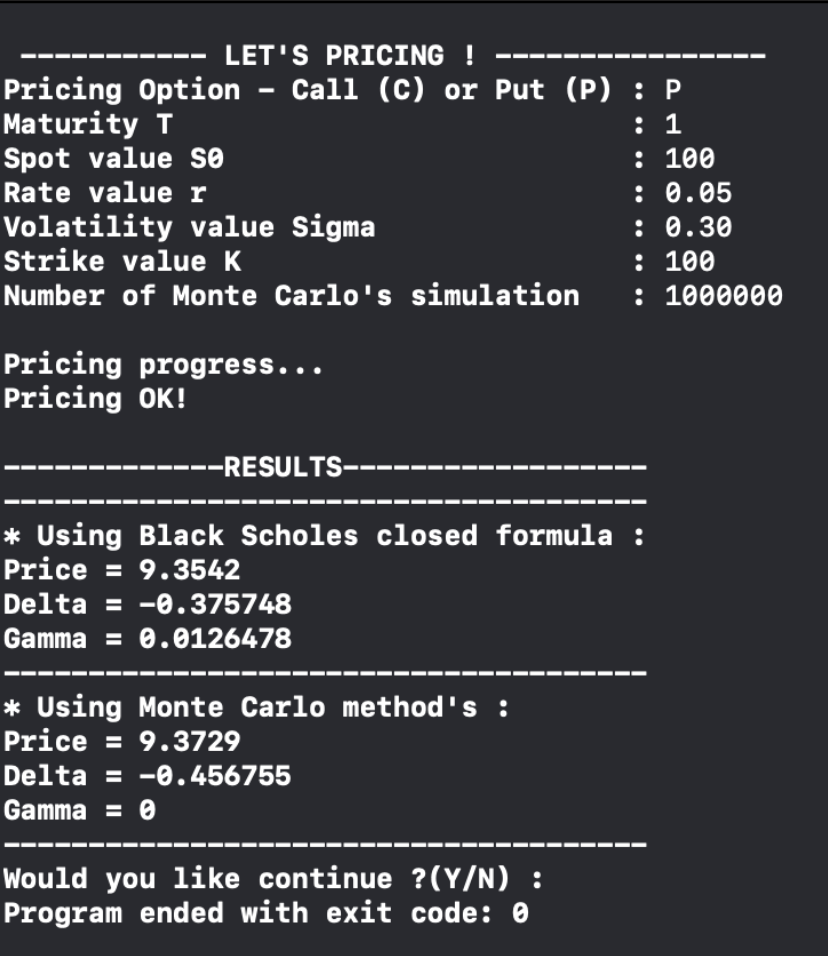 ----------- LET'S PRICING ! ----------------
Pricing Option - Call (C) or Put (P) : P
Maturity T                           : 1
Spot value S0                        : 100
Rate value r                         : 0.05
Volatility value Sigma               : 0.30
Strike value K                       : 100
Number of Monte Carlo's simulation   : 1000000
Pricing progress...
Pricing OK!
-------------RESULTS------------------
--------------------------------------
* Using Black Scholes closed formula :
Price = 9.3542
Delta = -0.375748
Gamma = 0.0126478
--------------------------------------
* Using Monte Carlo method's :
Price = 9.3729
Delta = -0.456755
Gamma = 0
--------------------------------------
Would you like continue ?(Y/N) :
Program ended with exit code: 0